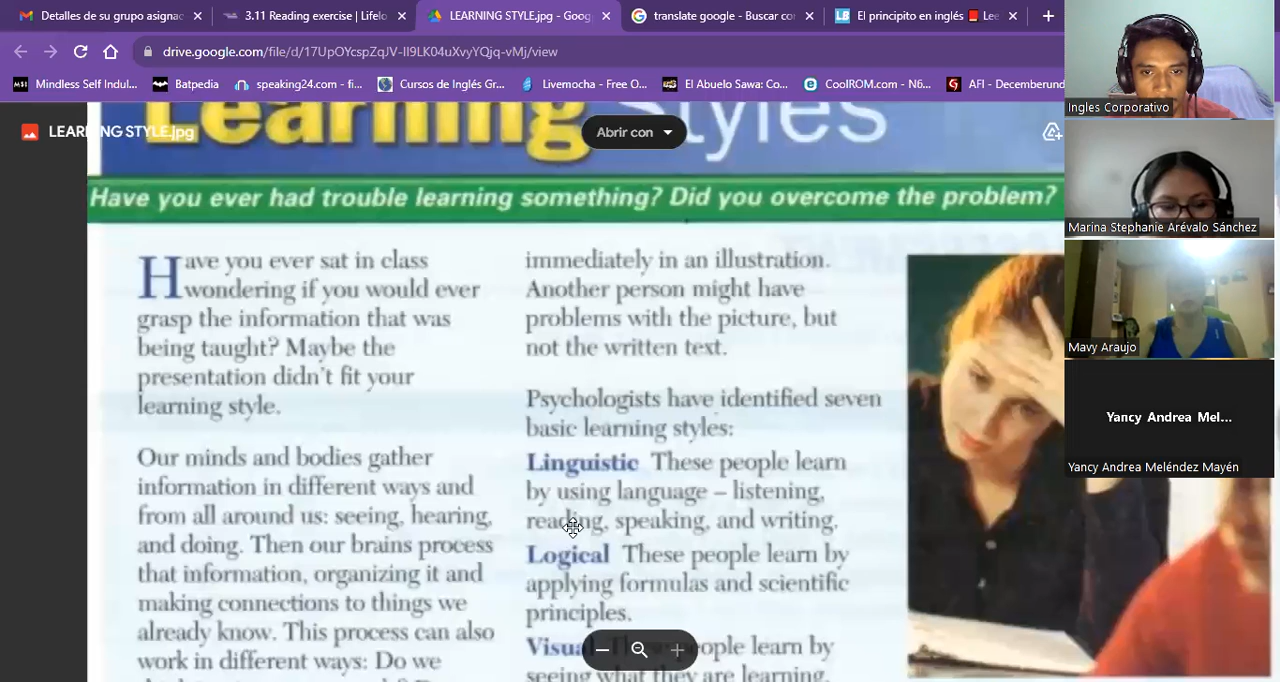 Detalles de su grupo asignac
3.11 Reading exercise | Lifelo
LEARNING STYLE.jpg - Goog
translate google - Buscar co
El principito en inglés
Lee
drive.google.com/file/d/17UpOYcspZqJV-II9LK04uXvyYQjq-vMj/view
Mindless Self Indul...
Batpedia
speaking24.com - fi...
Cursos de Inglés Gr...
Livemocha - Free O...
El Abuelo Sawa: Co...
CoolROM.com - N6...
AFI - Decemberund
LEARNING STYLE.jpg
Abrir con
Learning Styles
Have you ever had trouble learning something? Did you overcome the problem?
Have you ever sat in class
wondering if you would ever
grasp the information that was
being taught? Maybe the
presentation didn't fit your
learning style.
Our minds and bodies gather
information in different ways and
from all around us: seeing, hearing,
and doing. Then our brains process
that information, organizing it and
making connections to things we
already know. This process can also
work in different ways: Do we
immediately in an illustration.
Another person might have
problems with the picture, but
not the written text.
Psychologists have identified seven
basic learning styles:
Linguistic These people learn
by using language – listening,
reading, speaking, and writing.
Logical These people learn by
applying formulas and scientific
principles.
Visual These people learn by
seeing what they are learning.
Ingles Corporativo
Marina Stephanie Arévalo Sánchez
Mavy Araujo
Yancy Andrea Mel...
Yancy Andrea Meléndez Mayén